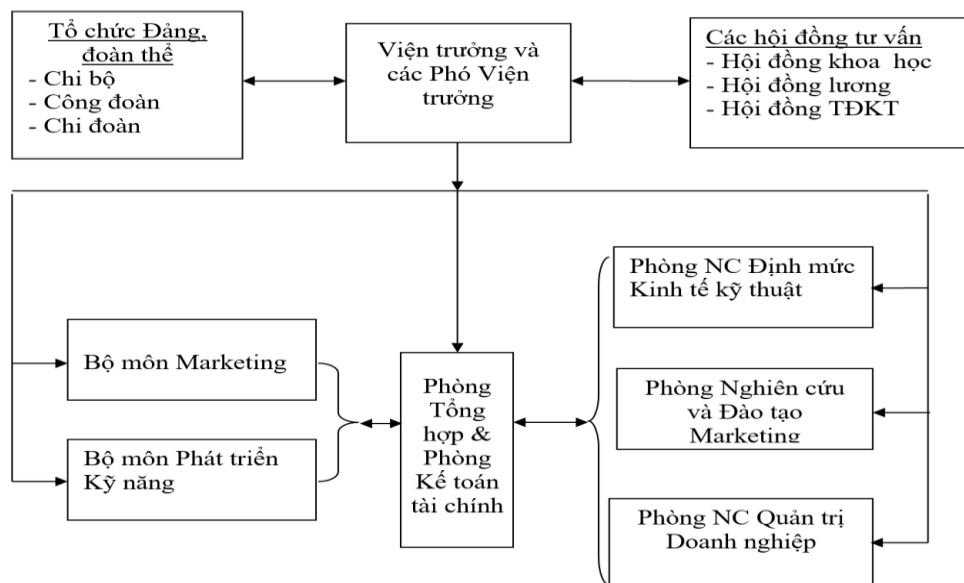 Tổ chức Đảng,
đoàn thể
- Chi bộ
- Công đoàn
- Chi đoàn
Viện trưởng và
các Phó Viện
trưởng
Các hội đồng tư vấn
- Hội đồng khoa học
- Hội đồng lương
- Hội đồng TĐKT
Bộ môn Marketing
Bộ môn Phát triển
Kỹ năng
Phòng
Tổng
hợp &
Phòng
Kế toán
tài chính
Phòng NC Định mức
Kinh tế kỹ thuật
Phòng Nghiên cứu
và Đào tạo
Marketing
Phòng NC Quản trị
Doanh nghiệp